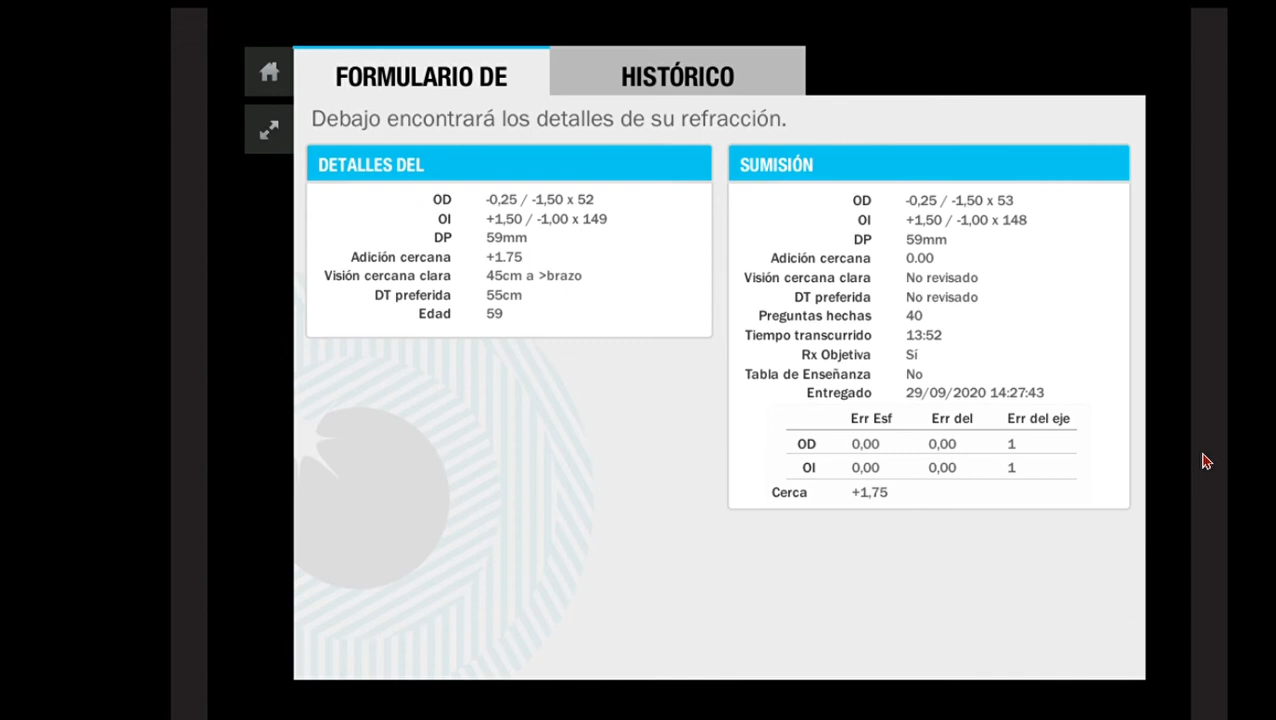 FORMULARIO DE
HISTÓRICO
Debajo encontrará los detalles de su refracción.
DETALLES DEL
OD -0,25 / -1,50 x 52
OI +1,50 / -1,00 x 149
DP 59mm
Adición cercana +1.75
Visión cercana clara 45cm a >brazo
DT preferida 55cm
Edad 59
SUMISIÓN
OD -0,25 / -1,50 x 53
OI +1,50 / -1,00 x 148
DP 59mm
Adición cercana 0.00
Visión cercana clara No revisado
DT preferida No revisado
Preguntas hechas 40
Tiempo transcurrido 13:52
Rx Objetiva Sí
Tabla de Enseñanza No
Entregado 29/09/2020 14:27:43
Err Esf Err del Err del eje
OD 0,00 0,00 1
OI 0,00 0,00 1
Cerca +1,75